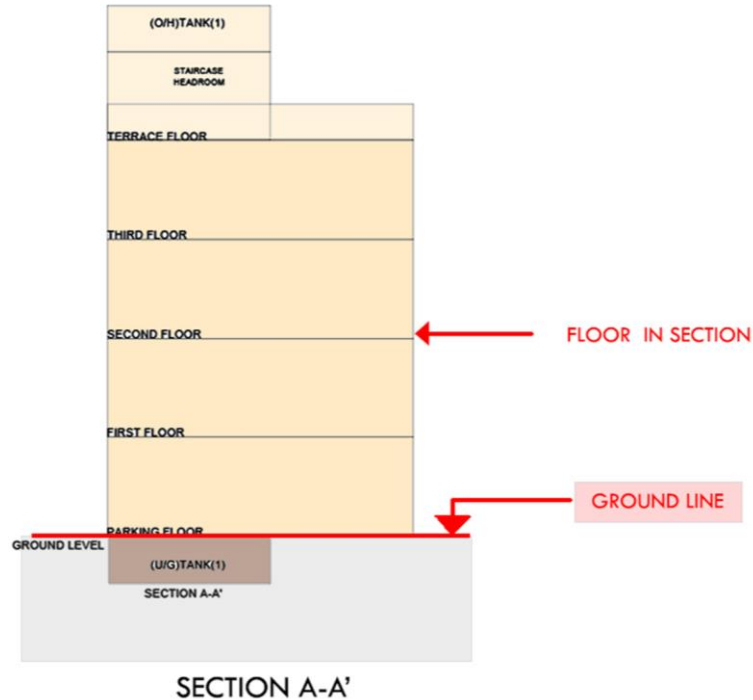 (O/H)TANK(1)
STAIRCASE
HEADROOM
TERRACE FLOOR
THIRD FLOOR
SECOND FLOOR
FLOOR IN SECTION
FIRST FLOOR
GROUND LINE
PARKING FLOOR
GROUND LEVEL
(U/G)TANK(1)
SECTION A-A'
SECTION A-A'